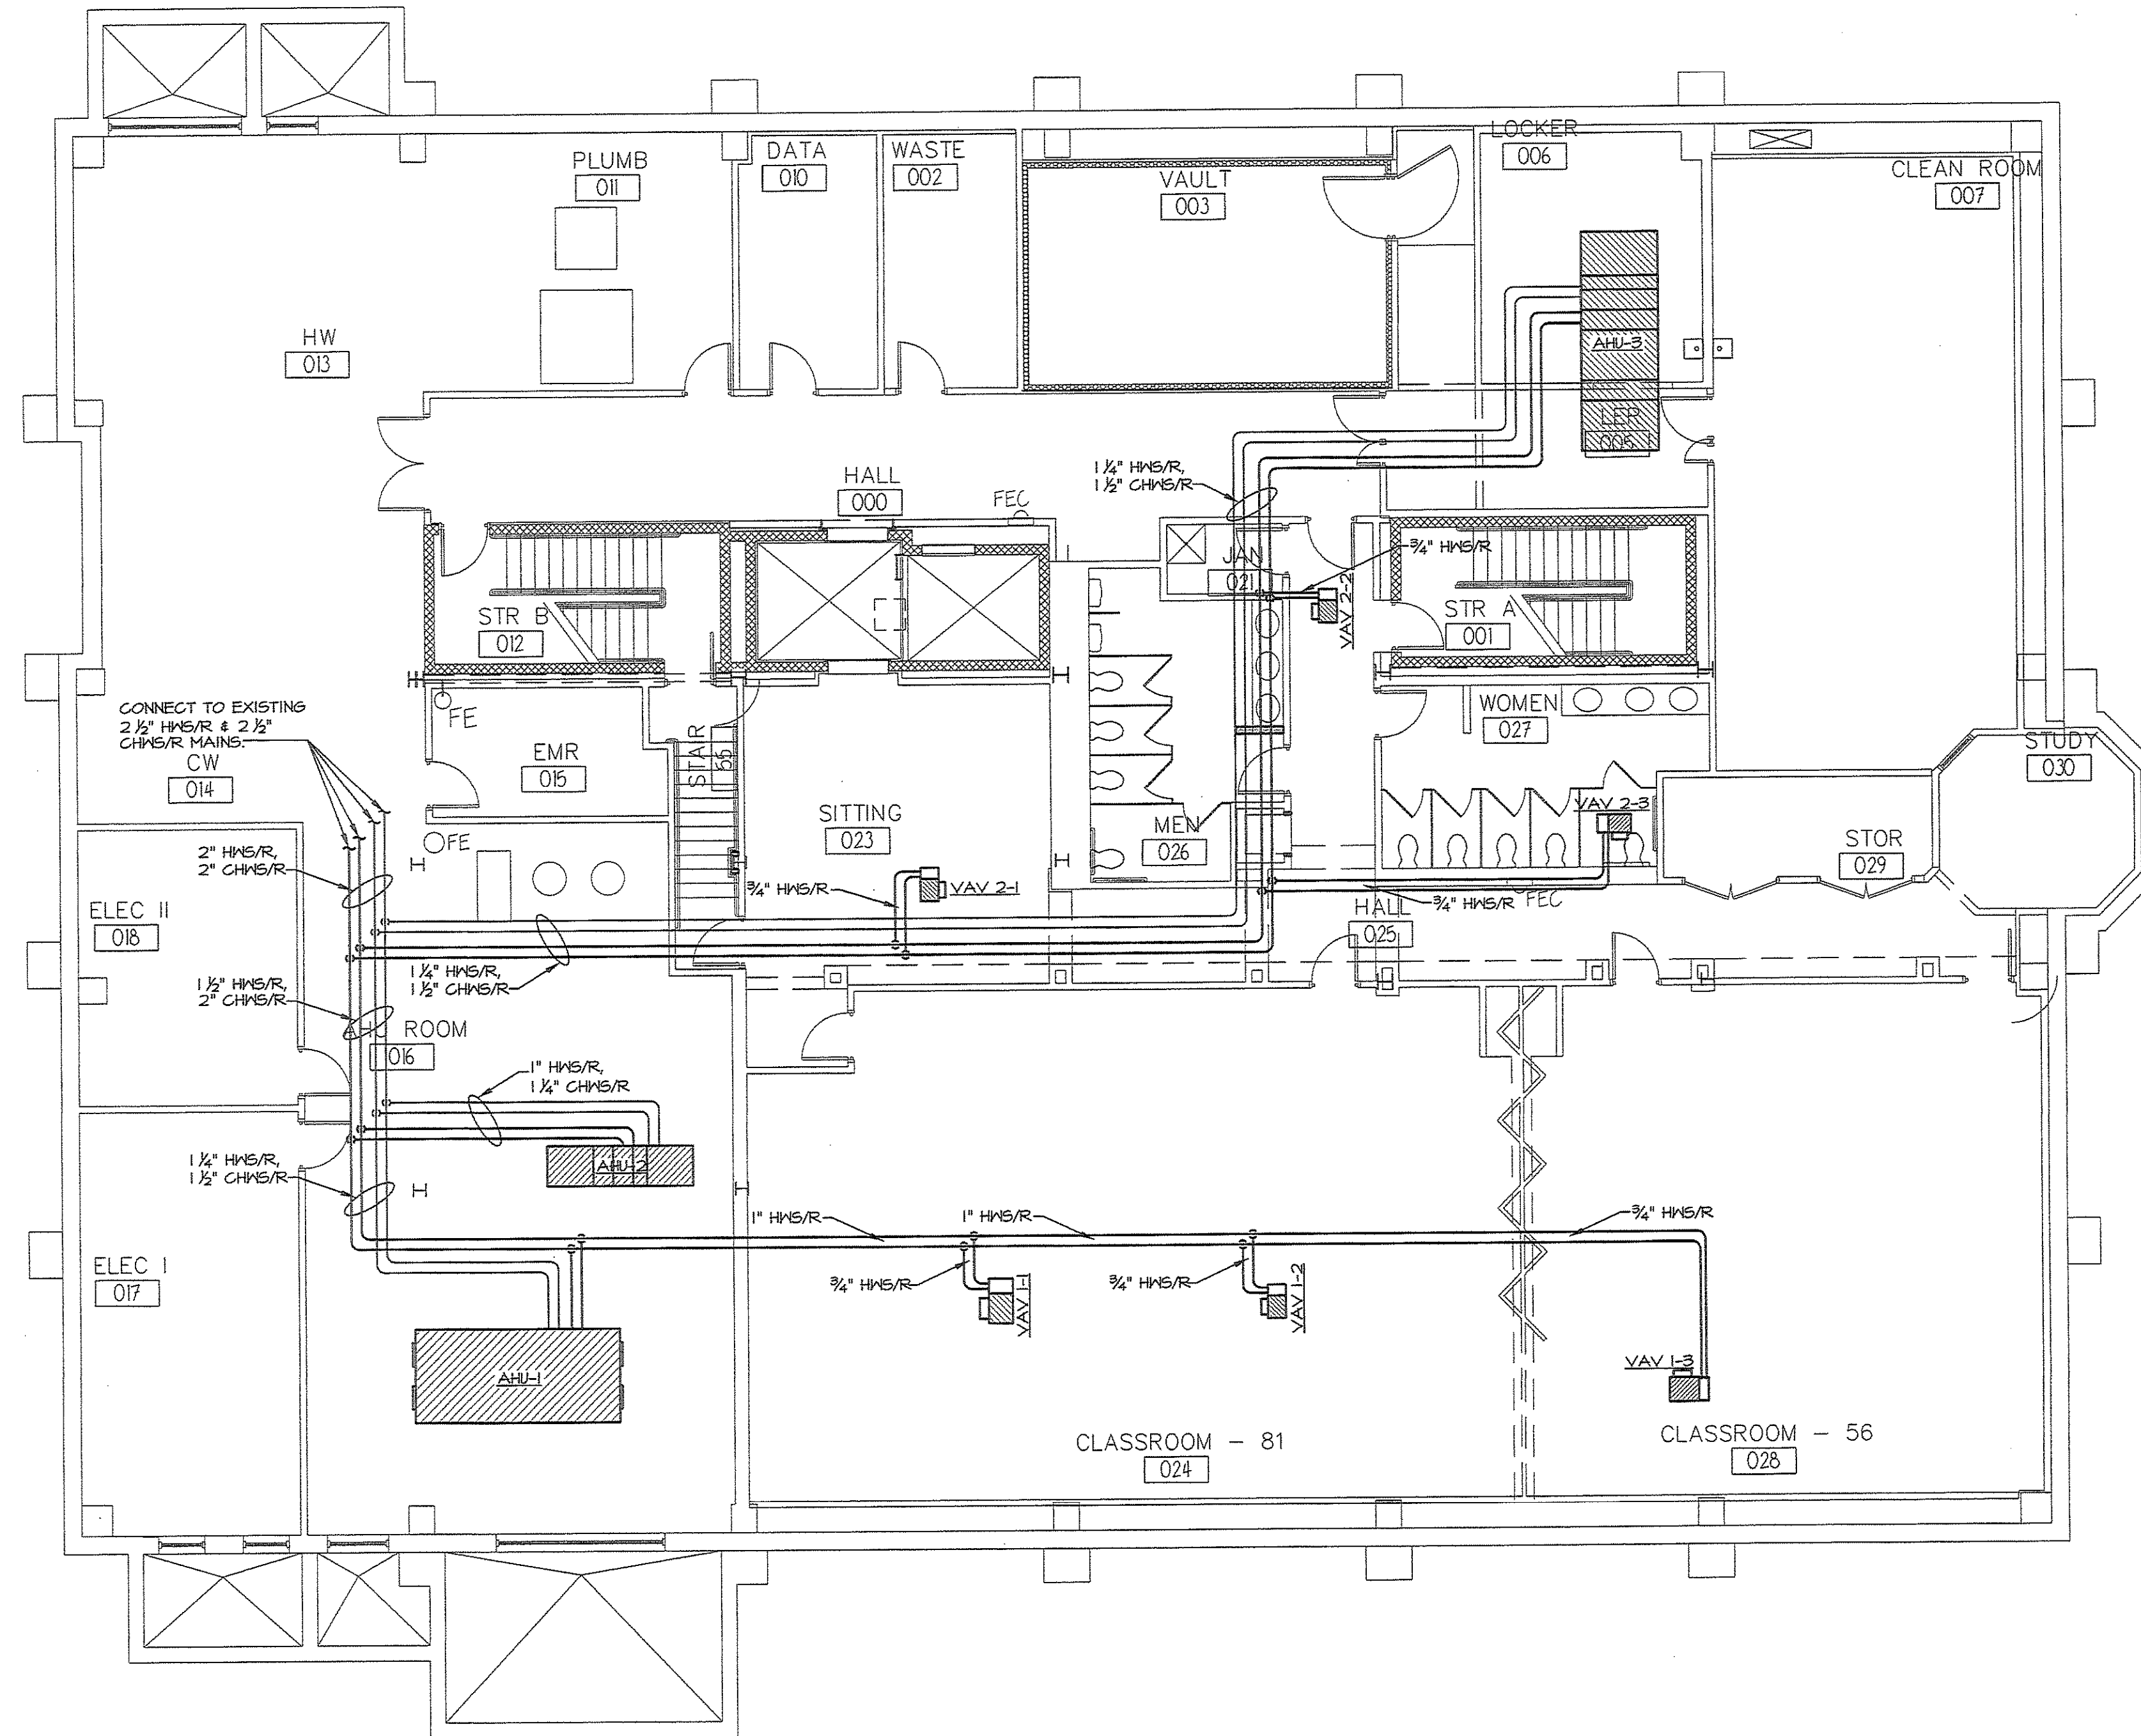 PLUMB
011
DATA
010
WASTE
002
VAULT
003
LOCKER
006
CLEAN ROOM
007
HW
013
AHU-3
LER
005
HALL
000
FEC
1 1/4" HWS/R,
1 1/2" CHWS/R
JAN
021
3/4" HWS/R
VAV 2-2
STR B
012
STR A
001
FE
CONNECT TO EXISTING
2 1/2" HWS/R & 2 1/2"
CHWS/R MAINS.
CW
014
EMR
015
STAIR
WOMEN
027
STUDY
030
FE
SITTING
023
MEN
026
VAV 2-3
STOR
029
2" HWS/R,
2" CHWS/R
3/4" HWS/R
VAV 2-1
ELEC II
018
HALL
025
3/4" HWS/R
FEC
1 1/4" HWS/R,
1 1/2" CHWS/R
1 1/2" HWS/R,
2" CHWS/R
AHU ROOM
016
1" HWS/R,
1 1/4" CHWS/R
AHU-2
1 1/4" HWS/R,
1 1/2" CHWS/R
1" HWS/R
1" HWS/R
3/4" HWS/R
ELEC I
017
3/4" HWS/R
VAV 1-1
3/4" HWS/R
VAV 1-2
AHU-1
VAV 1-3
CLASSROOM - 81
024
CLASSROOM - 56
028